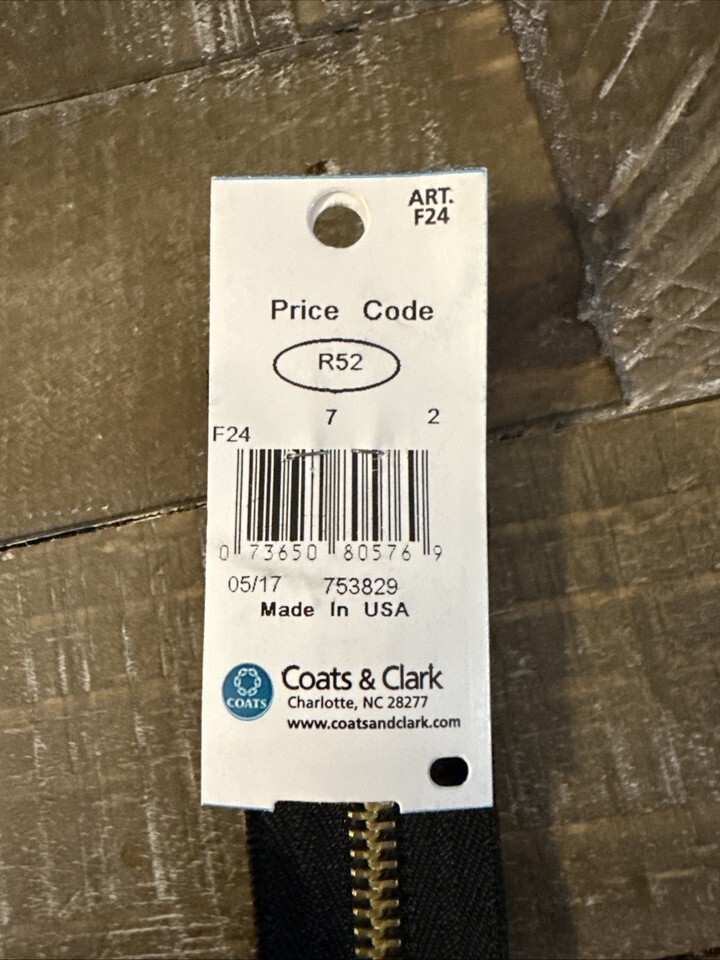 ART.
F24
Price Code
R52
7 2
F24
0 73650 80576 9
05/17 753829
Made In USA
COATS
Coats & Clark
Charlotte, NC 28277
www.coatsandclark.com